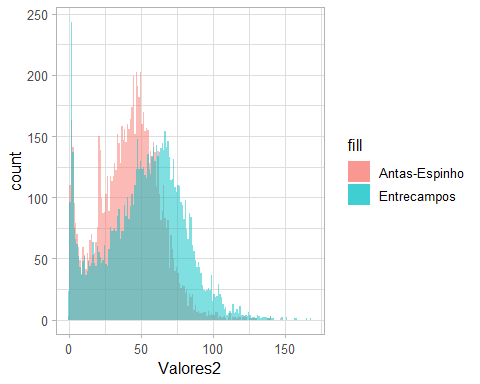 250
200
150
100
50
0
count
0 50 100 150
Valores2
fill
Antas-Espinho
Entrecampos